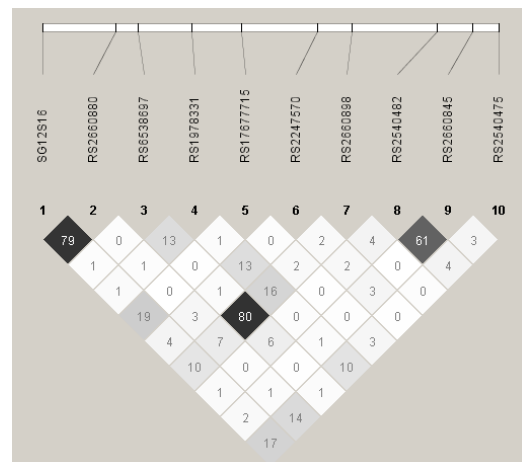 SG12S16
RS2660880
RS6538697
RS1978331
RS17677715
RS2247570
RS2660898
RS2540482
RS2660845
RS2540475
1 2 3 4 5 6 7 8 9 10
79 0 13 1 0 2 4 61 3
1 1 0 13 2 2 0 4
1 0 1 16 0 3 0
19 3 80 0 0 0
4 7 6 1 3
10 0 0 10
1 1 1
2 14
17